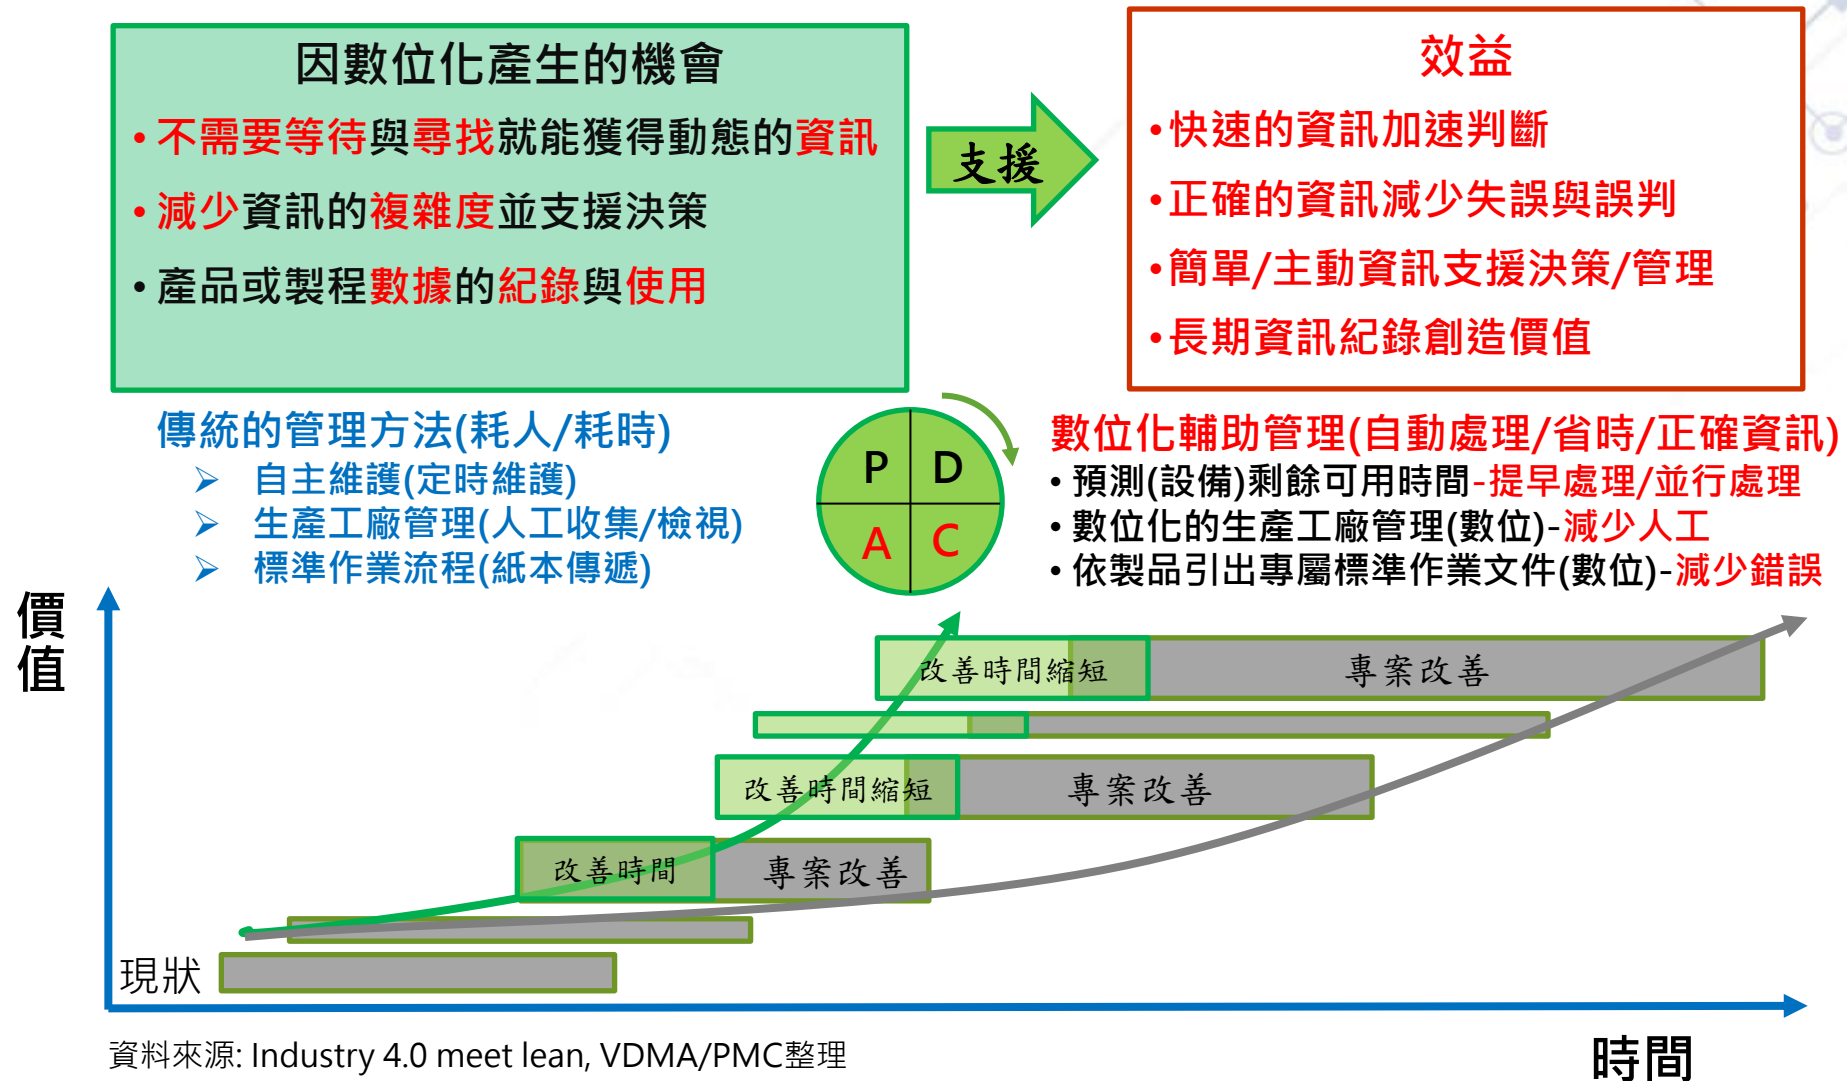 因數位化產生的機會
•不需要等待與尋找就能獲得動態的資訊
•減少資訊的複雜度並支援決策
•產品或製程數據的紀錄與使用
支援
效益
•快速的資訊加速判斷
•正確的資訊減少失誤與誤判
•簡單/主動資訊支援決策/管理
•長期資訊紀錄創造價值
傳統的管理方法(耗人/耗時)
➢ 自主維護(定時維護)
➢ 生產工廠管理(人工收集/檢視)
➢ 標準作業流程(紙本傳遞)
P D
A C
數位化輔助管理(自動處理/省時/正確資訊)
•預測(設備)剩餘可用時間-提早處理/並行處理
•數位化的生產工廠管理(數位)-減少人工
•依製品引出專屬標準作業文件(數位)-減少錯誤
價值
改善時間縮短 專案改善
改善時間縮短 專案改善
改善時間 專案改善
現狀
時間
資料來源: Industry 4.0 meet lean, VDMA/PMC整理